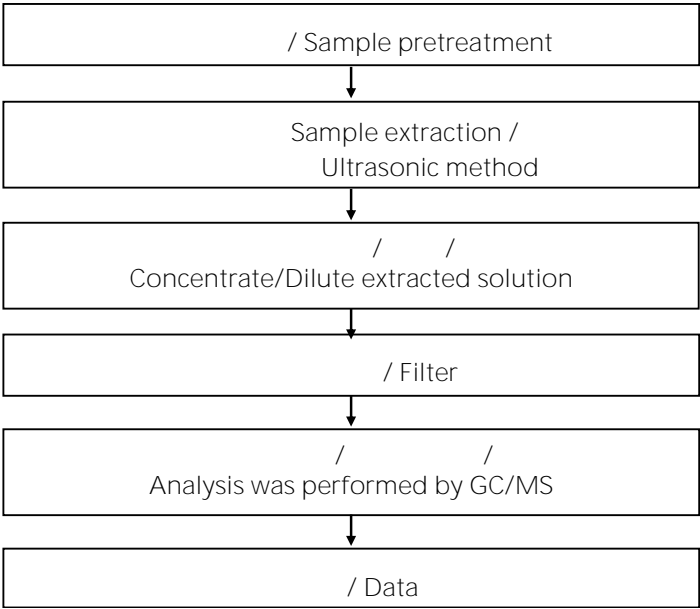 / Sample pretreatment
Sample extraction /
Ultrasonic method
/ / /
Concentrate/Dilute extracted solution
/ Filter
/ /
Analysis was performed by GC/MS
/ Data